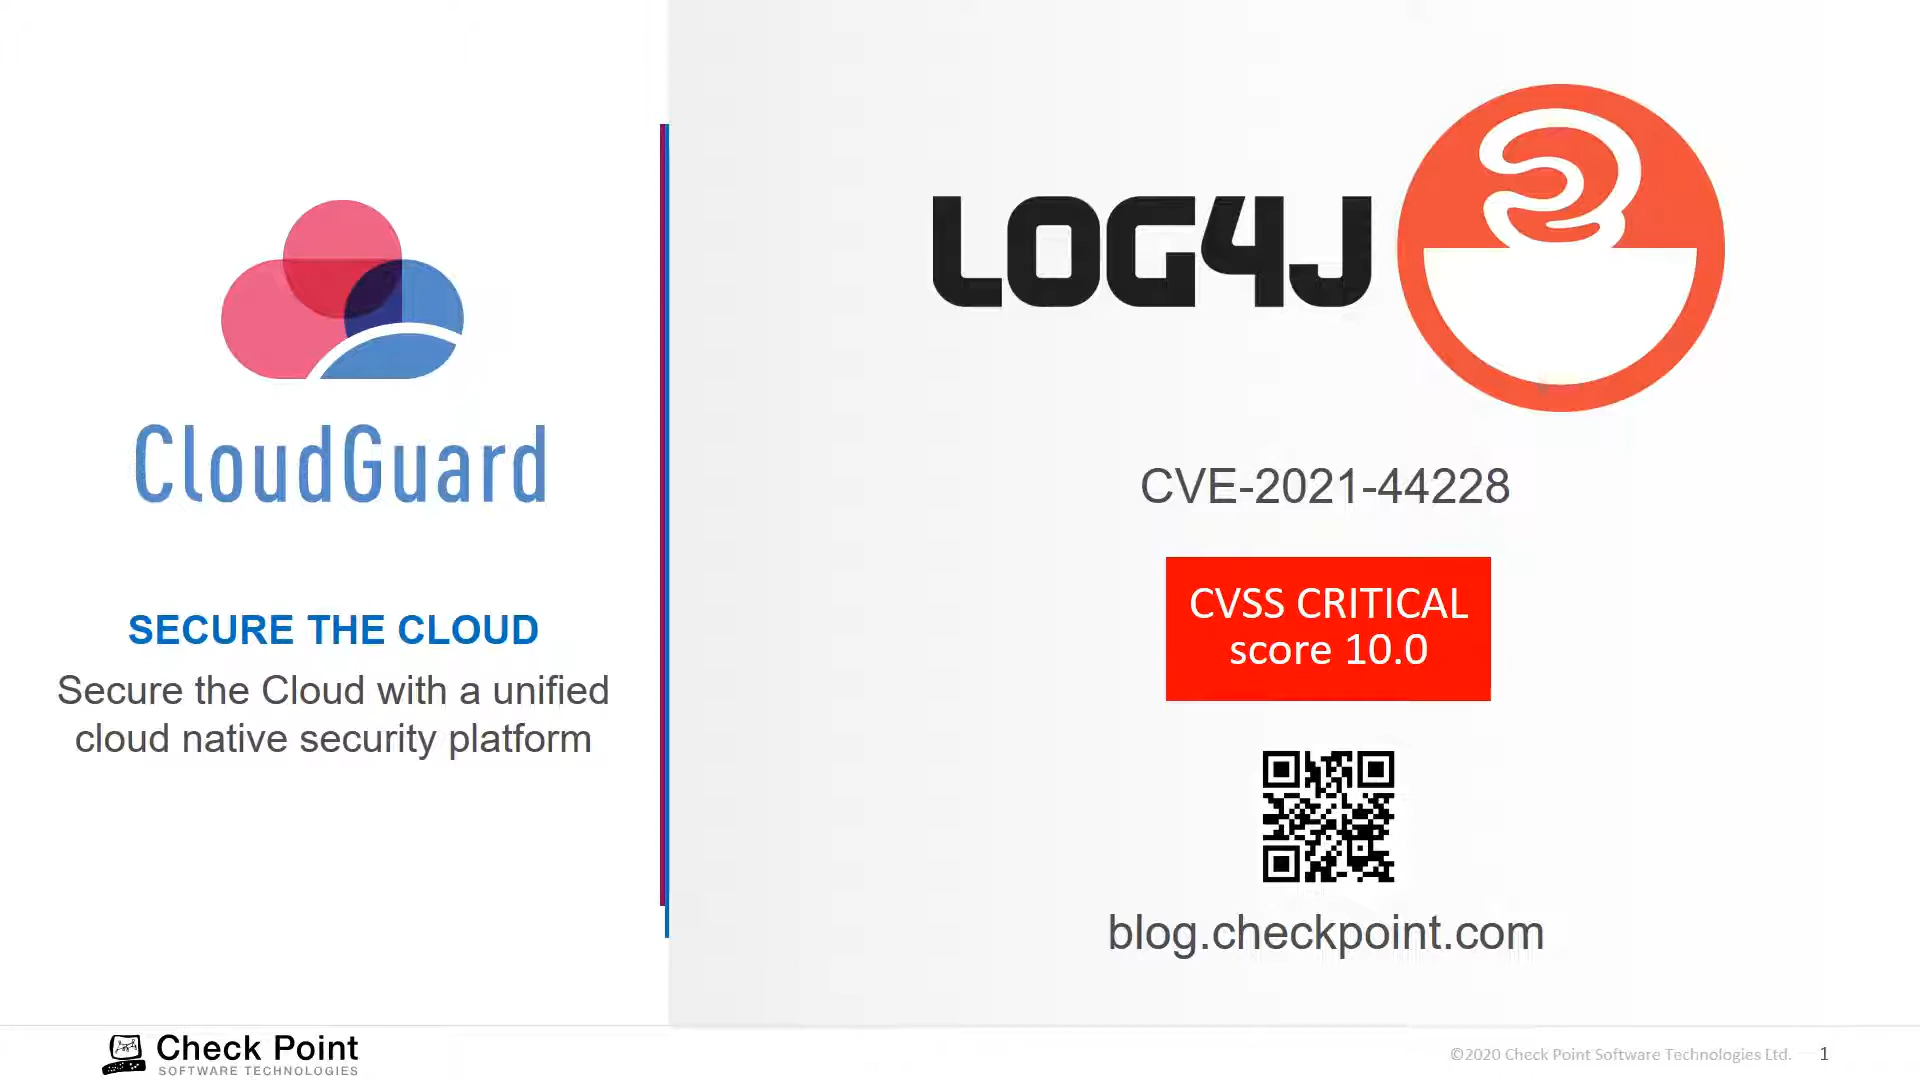 CloudGuard
SECURE THE CLOUD
Secure the Cloud with a unified
cloud native security platform
LOG4J
CVE-2021-44228
CVSS CRITICAL
score 10.0
blog.checkpoint.com
Check Point
SOFTWARE TECHNOLOGIES
©2020 Check Point Software Technologies Ltd.
1